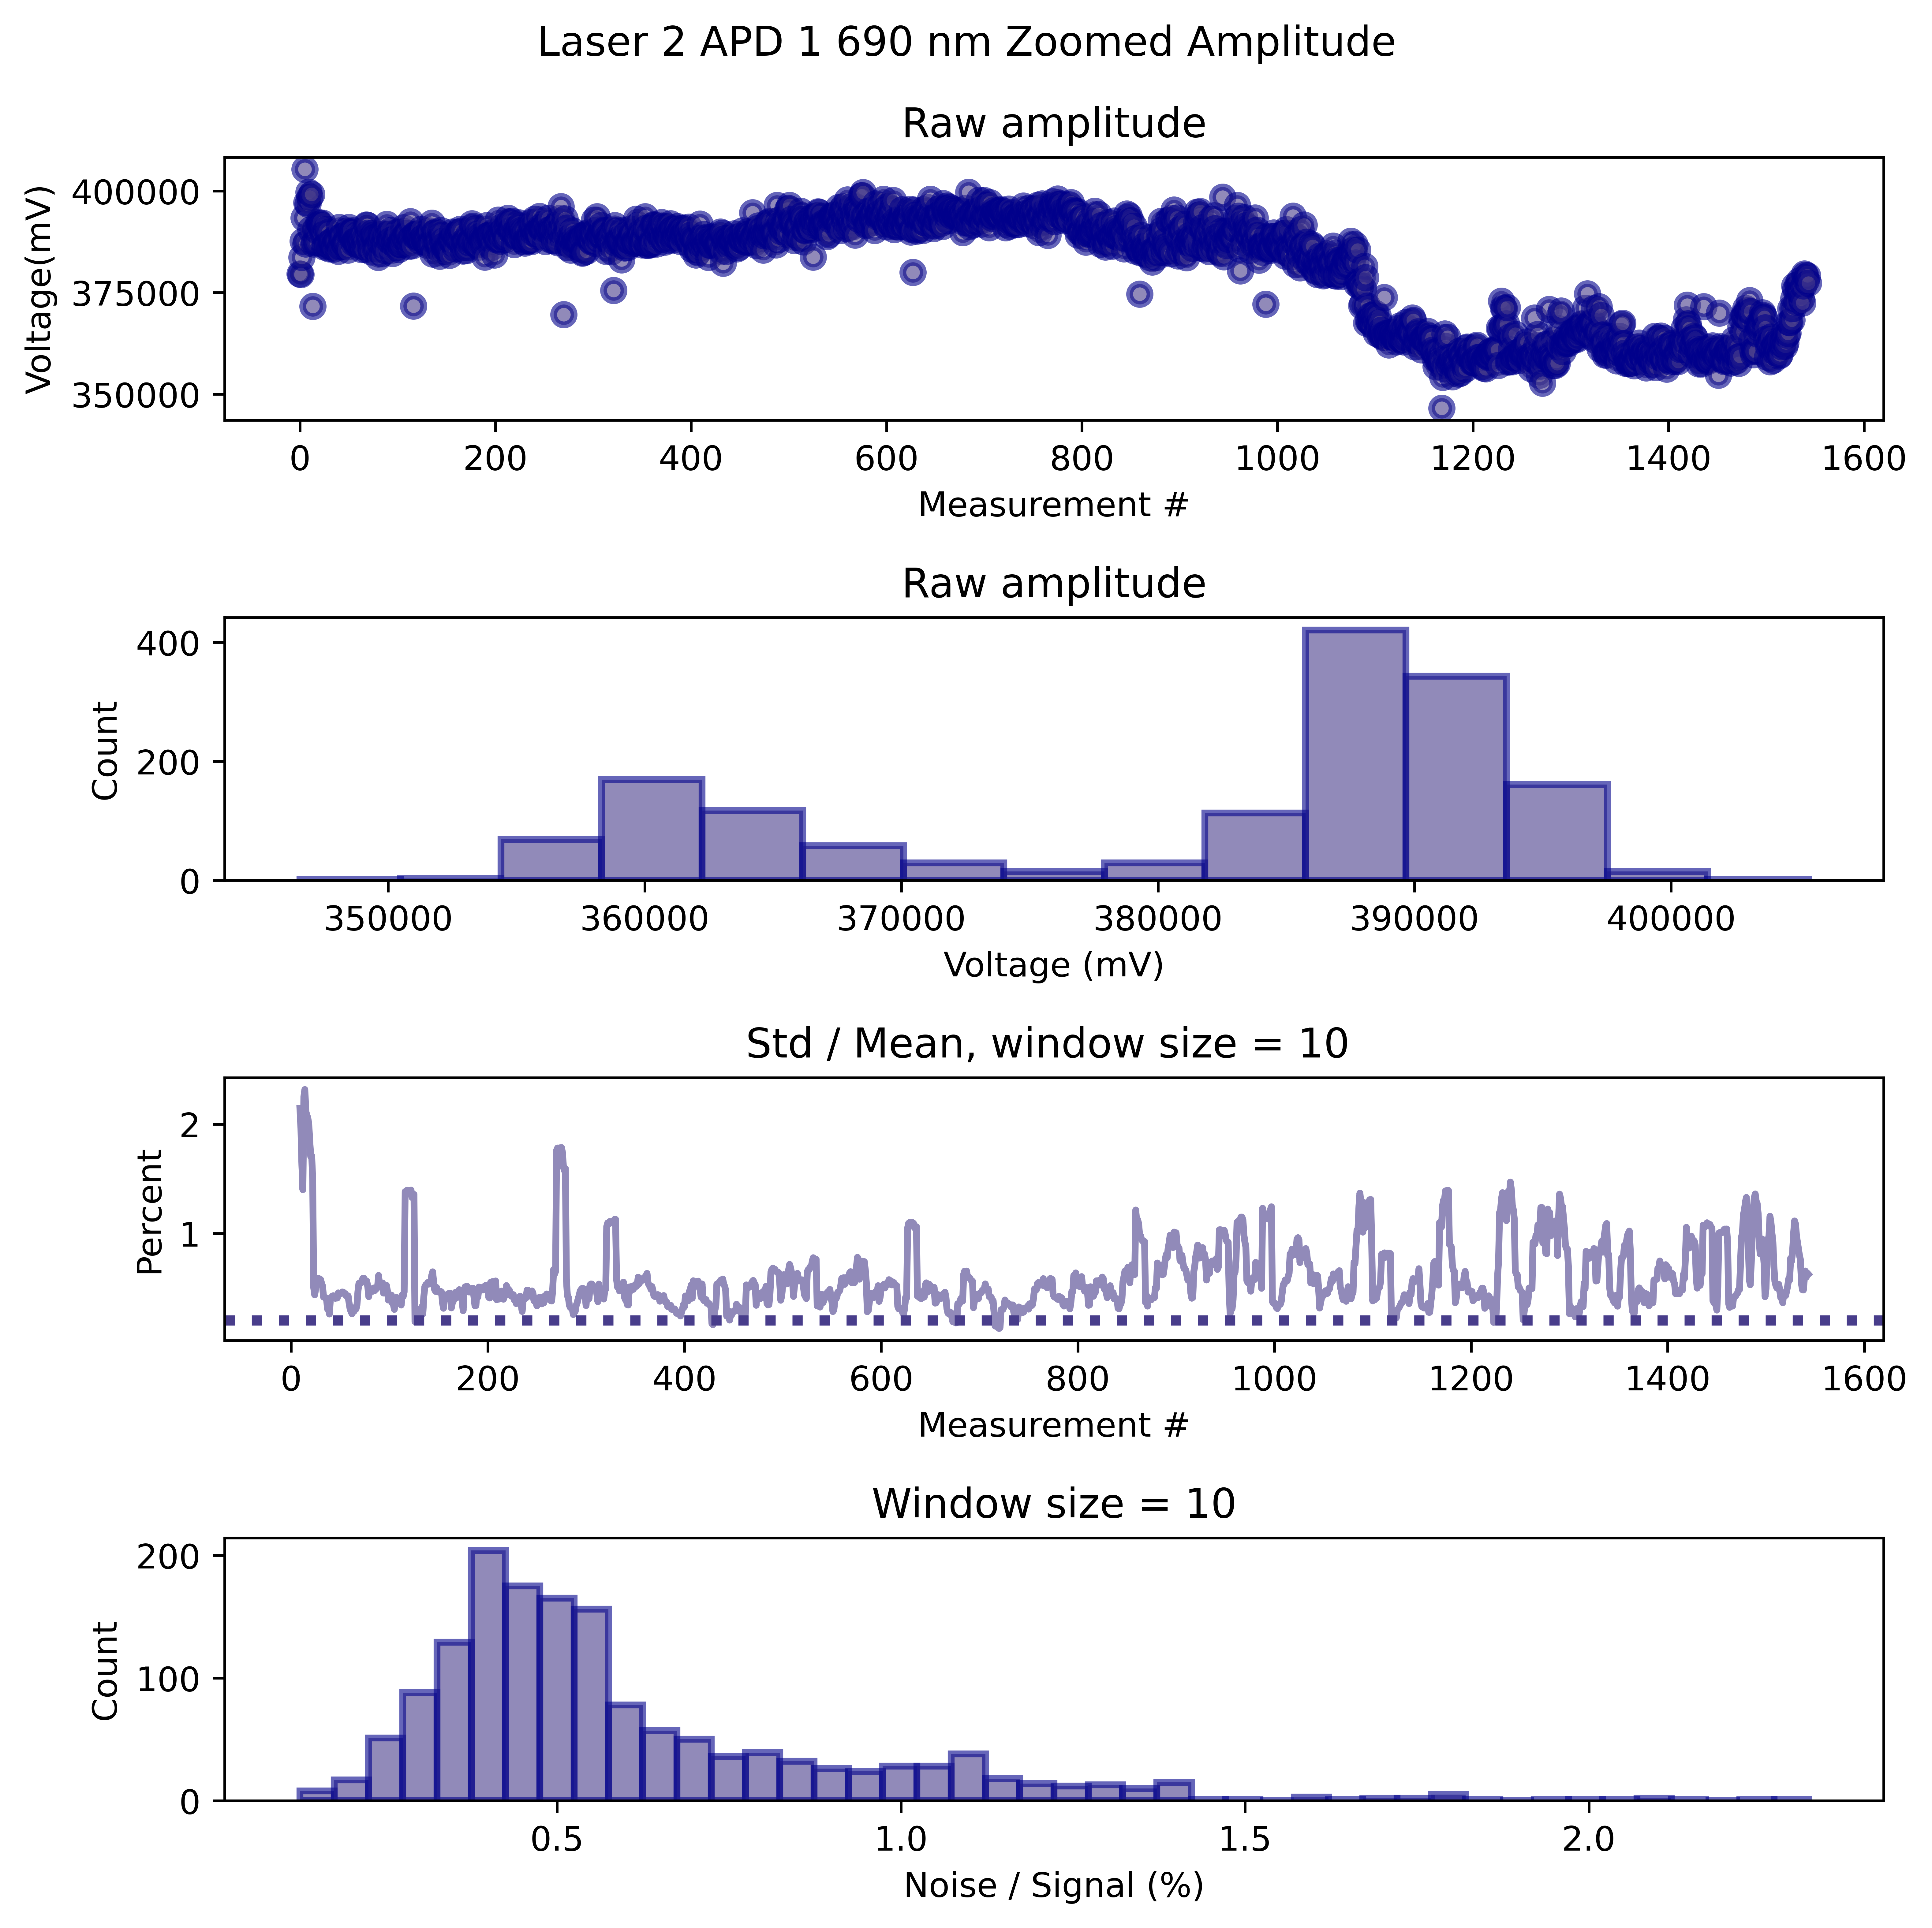 Laser 2 APD 1 690 nm Zoomed Amplitude
Raw amplitude
Voltage(mV)
400000
375000
350000
0 200 400 600 800 1000 1200 1400 1600
Measurement #
Raw amplitude
Count
400
200
0
350000 360000 370000 380000 390000 400000
Voltage (mV)
Std / Mean, window size = 10
Percent
2
1
0 200 400 600 800 1000 1200 1400 1600
Measurement #
Window size = 10
Count
200
100
0
0.5 1.0 1.5 2.0
Noise / Signal (%)